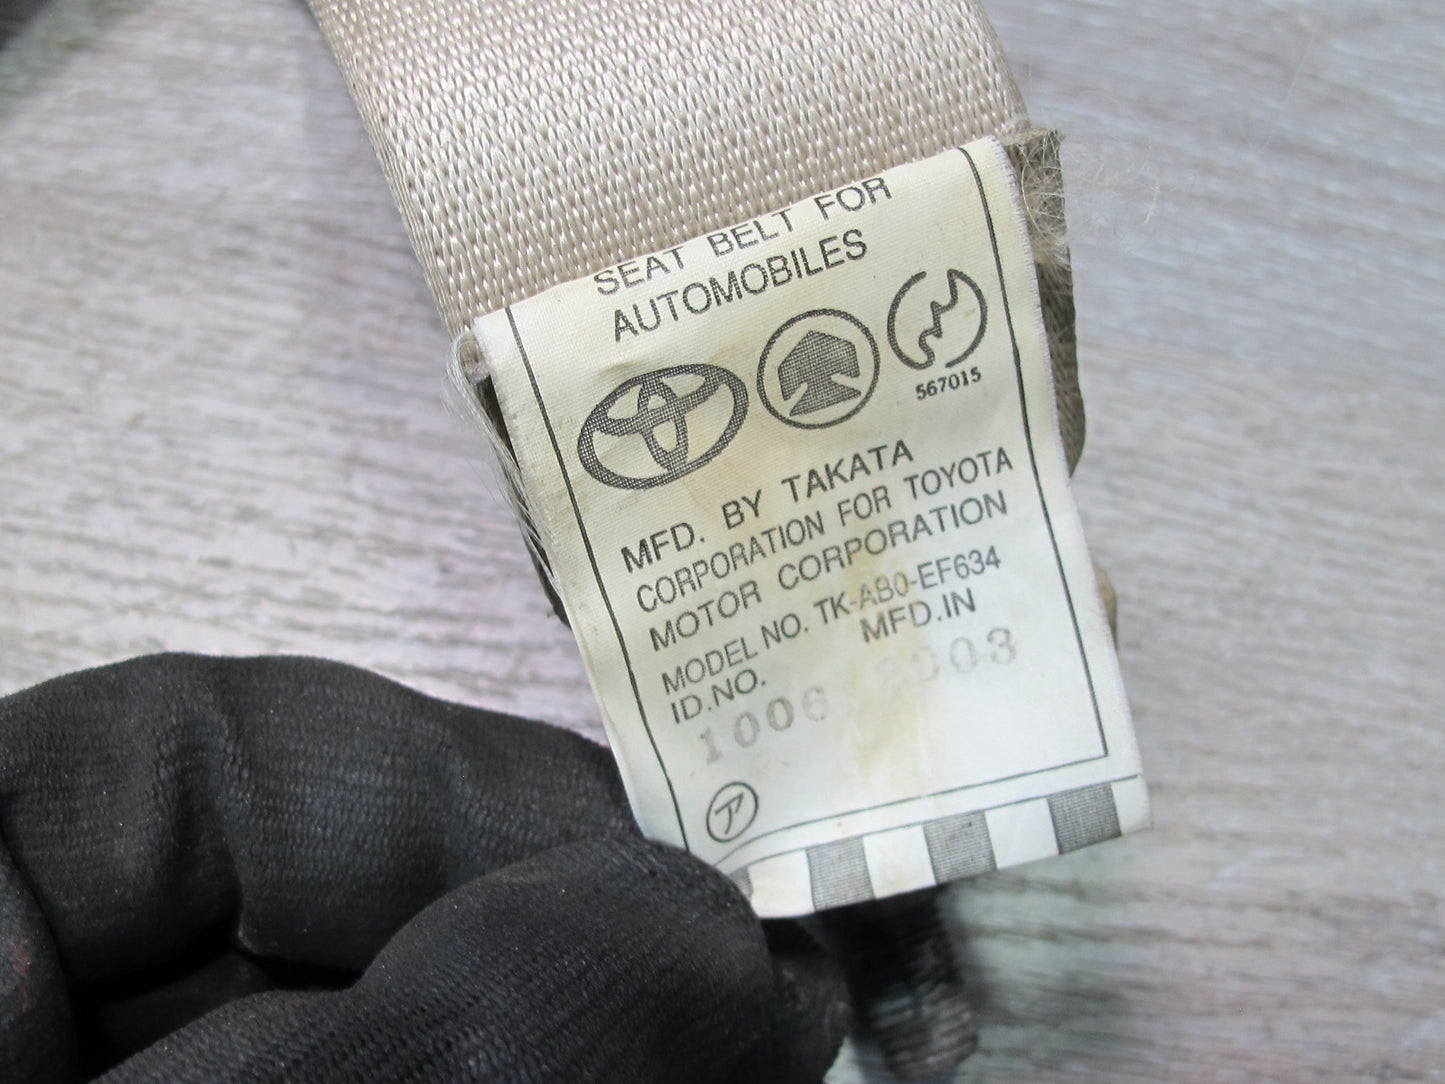 SEAT BELT FOR
AUTOMOBILES
567015
MFD. BY TAKATA
CORPORATION FOR TOYOTA
MOTOR CORPORATION
MODEL NO. TK-AB0-EF634
ID.NO. MFD.IN
1006 2003
ア